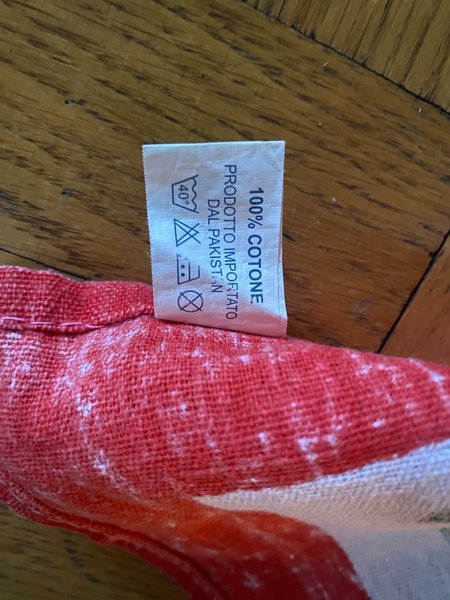 100% COTONE
PRODOTTO IMPORTATO
DAL PAKISTAN
40°